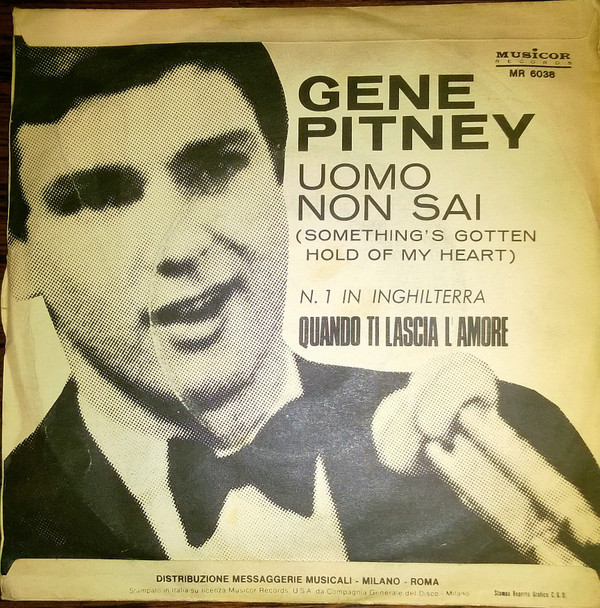 MUSICOR
RECORDS
MR 6038
GENE
PITNEY
UOMO
NON SAI
(SOMETHING'S GOTTEN
HOLD OF MY HEART)
N. 1 IN INGHILTERRA
QUANDO TI LASCIA L'AMORE
DISTRIBUZIONE MESSAGGERIE MUSICALI - MILANO - ROMA
Stampato in Italia su licenza Musicor Records U.S.A. da Compagnia Generale del Disco - Milano